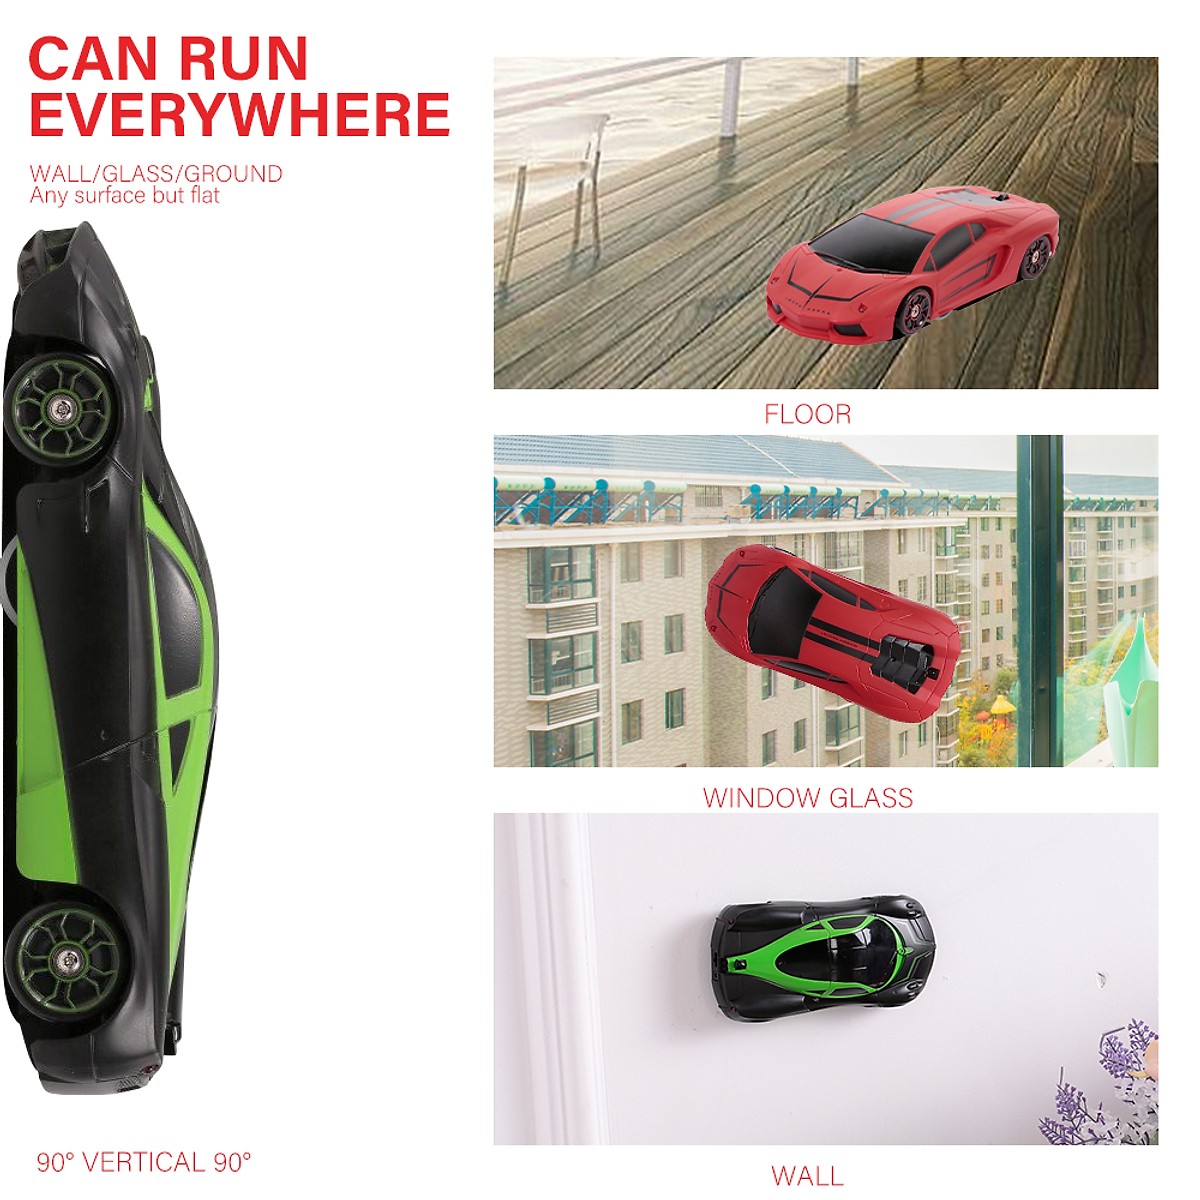 CAN RUN
EVERYWHERE
WALL/GLASS/GROUND
Any surface but flat
FLOOR
WINDOW GLASS
WALL
90° VERTICAL 90°